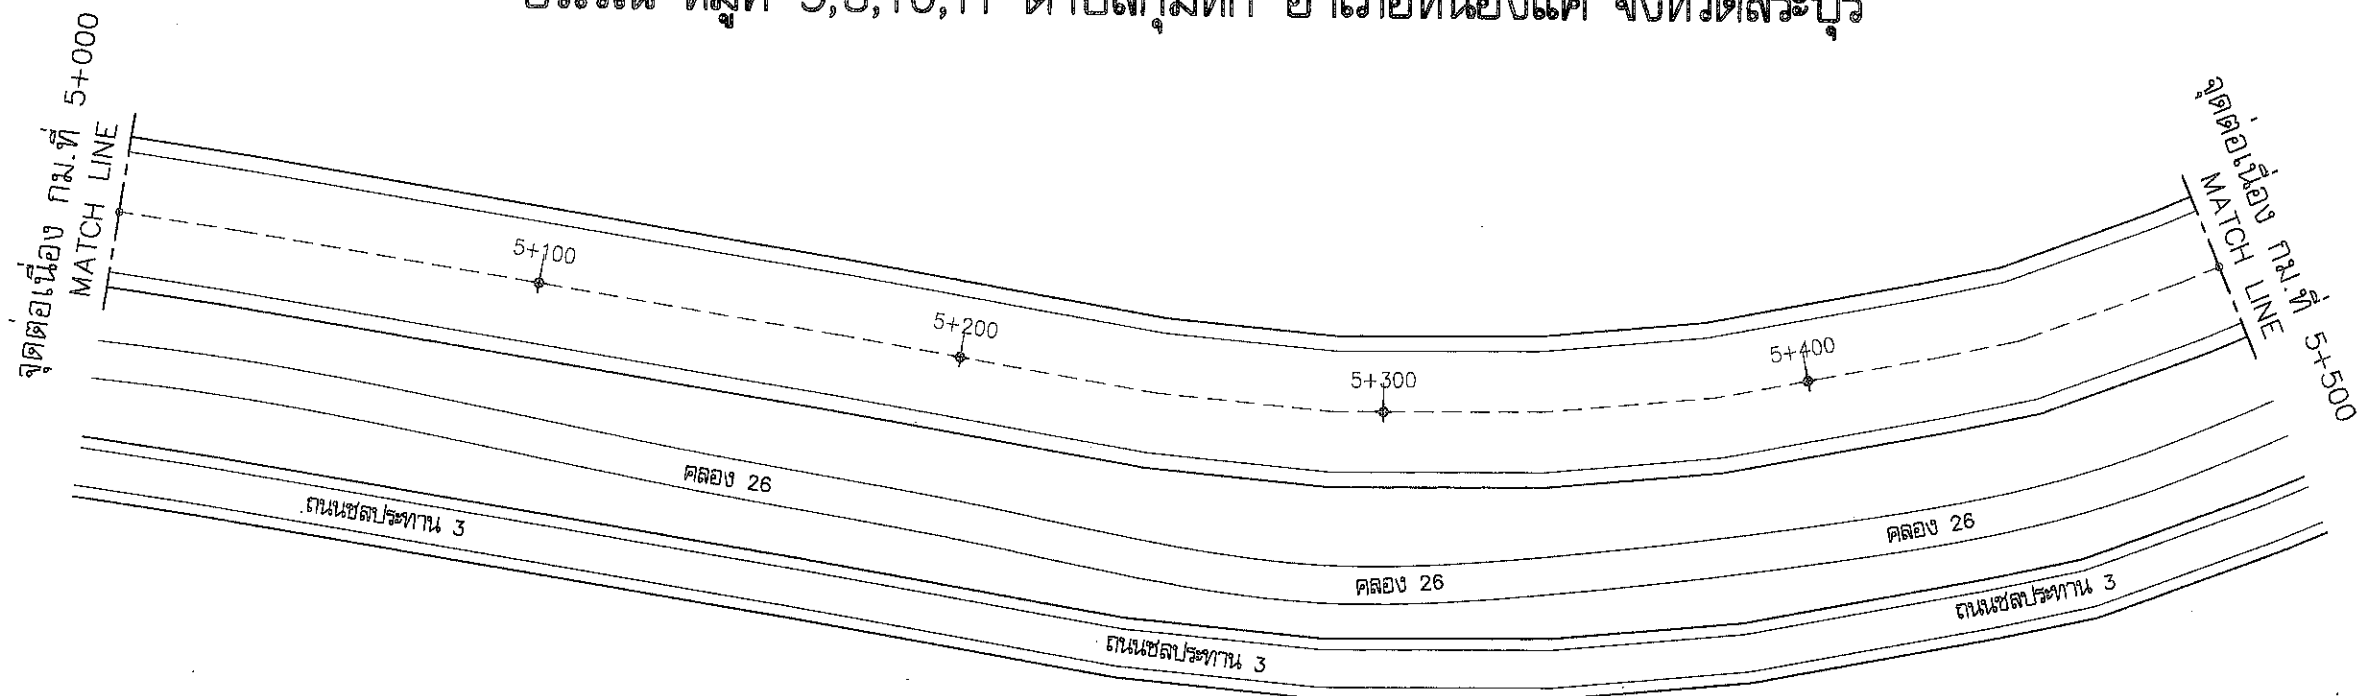 จุดต่อเนื่อง กม.ที่ 5+000
MATCH LINE
5+100
5+200
5+300
5+400
จุดต่อเนื่อง กม.ที่ 5+500
MATCH LINE
คลอง 26
คลอง 26
คลอง 26
ถนนชลประทาน 3
ถนนชลประทาน 3
ถนนชลประทาน 3